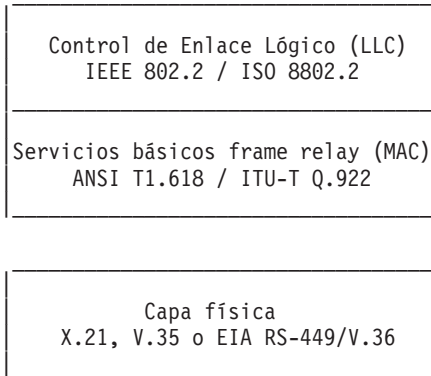 Control de Enlace Lógico (LLC)
IEEE 802.2 / ISO 8802.2
Servicios básicos frame relay (MAC)
ANSI T1.618 / ITU-T Q.922
Capa física
X.21, V.35 o EIA RS-449/V.36